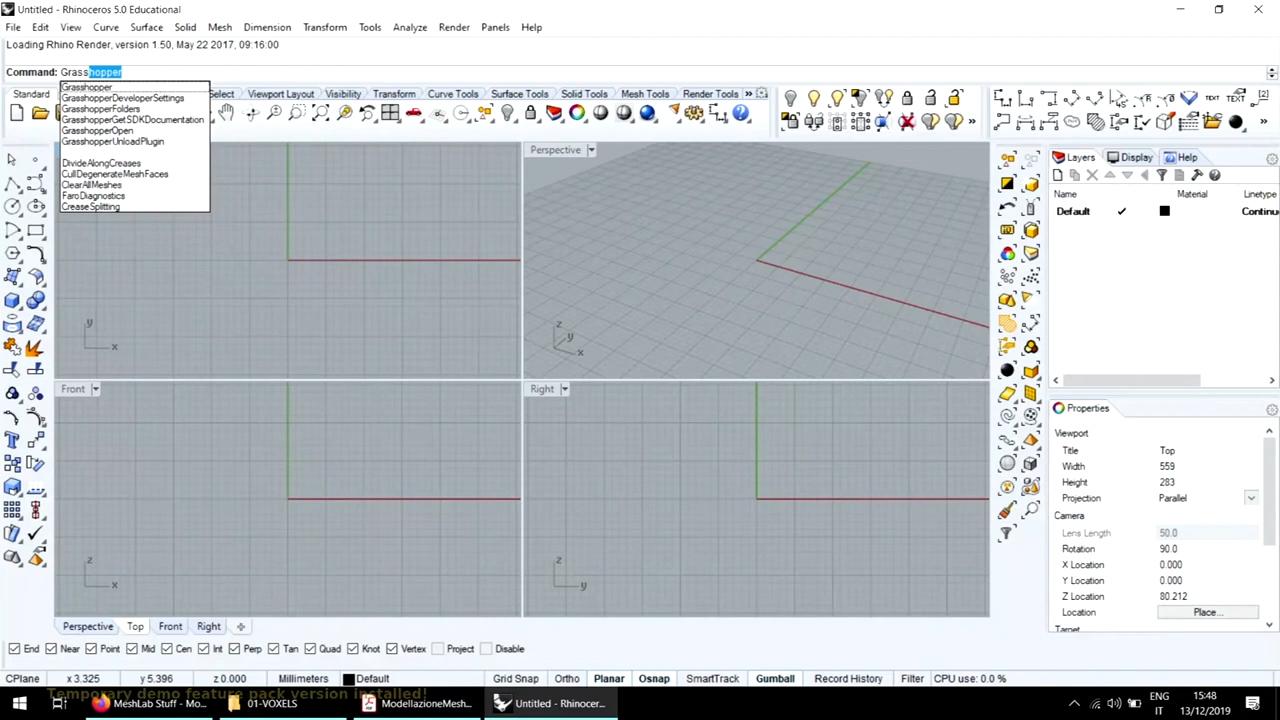 Untitled - Rhinoceros 5.0 Educational
File Edit View Curve Surface Solid Mesh Dimension Transform Tools Analyze Render Panels Help
Loading Rhino Render, version 1.50, May 22 2017, 09:16:00
Command: Grasshopper
Grasshopper
GrasshopperDeveloperSettings
GrasshopperFolders
GrasshopperGetSDKDocumentation
GrasshopperOpen
GrasshopperUnloadPlugin
DivideAlongCreases
CullDegenerateMeshFaces
ClearAllMeshes
FaroDiagnostics
CreaseSplitting
Standard Select Viewport Layout Visibility Transform Curve Tools Surface Tools Solid Tools Mesh Tools Render Tools »
Perspective
z
y
x
y
x
Front
z
x
Right
z
y
Layers Display Help
Name Material Linetype
Default Continu
Properties
Viewport
Title Top
Width 559
Height 283
Projection Parallel
Camera
Lens Length 50.0
Rotation 90.0
X Location 0.000
Y Location 0.000
Z Location 80.212
Location Place...
Target
Perspective Top Front Right
End Near Point Mid Cen Int Perp Tan Quad Knot Vertex Project Disable
CPlane x 3.325 y 5.396 z 0.000 Millimeters Default Grid Snap Ortho Planar Osnap SmartTrack Gumball Record History Filter CPU use: 0.0 %
Temporary demo feature pack version installed!
MeshLab Stuff - Mo... 01-VOXELS ModellazioneMesh... Untitled - Rhinocer...
ENG
IT
15:48
13/12/2019